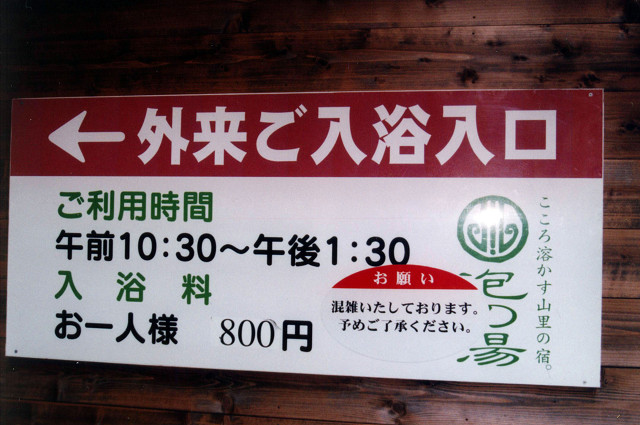 ←外来ご入浴入口
ご利用時間
午前10:30～午後1:30
入浴料
お一人様 800円
お願い
混雑いたしております。
予めご了承ください。
こころ溶かす山里の宿。
泡の湯